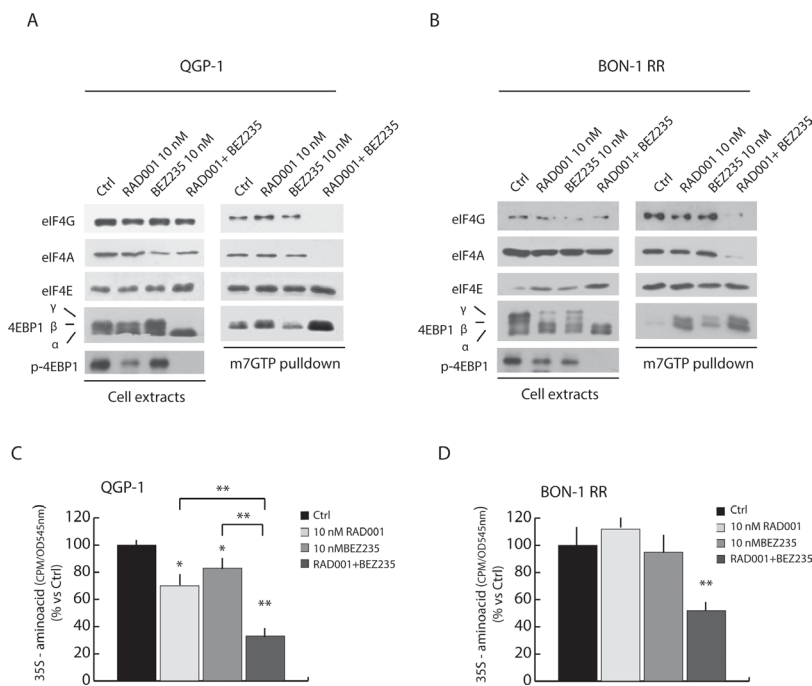 A
QGP-1
Ctrl
RAD001 10 nM
BEZ235 10 nM
RAD001+ BEZ235
Ctrl
RAD001 10 nM
BEZ235 10 nM
RAD001+ BEZ235
eIF4G
eIF4A
eIF4E
γ
4EBP1 β
α
p-4EBP1
Cell extracts
m7GTP pulldown
B
BON-1 RR
Ctrl
RAD001 10 nM
BEZ235 10 nM
RAD001+ BEZ235
Ctrl
RAD001 10 nM
BEZ235 10 nM
RAD001+ BEZ235
eIF4G
eIF4A
eIF4E
γ
4EBP1 β
α
p-4EBP1
Cell extracts
m7GTP pulldown
C
QGP-1
35S - aminoacid (CPM/OD545nm)
(% vs Ctrl)
120
100
80
60
40
20
0
*
*
**
**
**
Ctrl
10 nM RAD001
10 nMBEZ235
RAD001+BEZ235
D
BON-1 RR
35S - aminoacid (CPM/OD545nm)
(% vs Ctrl)
120
100
80
60
40
20
0
**
Ctrl
10 nM RAD001
10 nMBEZ235
RAD001+BEZ235